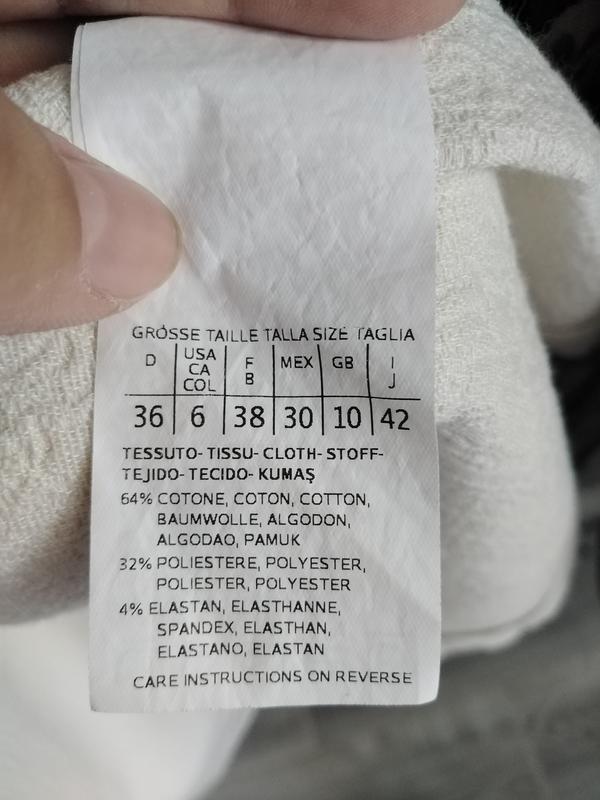 GRÖSSE TAILLE TALLA SIZE TAGLIA
D USA CA COL F B MEX GB I J
36 6 38 30 10 42
TESSUTO- TISSU- CLOTH- STOFF-
TEJIDO- TECIDO- KUMAŞ
64% COTONE, COTON, COTTON,
BAUMWOLLE, ALGODON,
ALGODAO, PAMUK
32% POLIESTERE, POLYESTER,
POLIESTER, POLYESTER
4% ELASTAN, ELASTHANNE,
SPANDEX, ELASTHAN,
ELASTANO, ELASTAN
CARE INSTRUCTIONS ON REVERSE